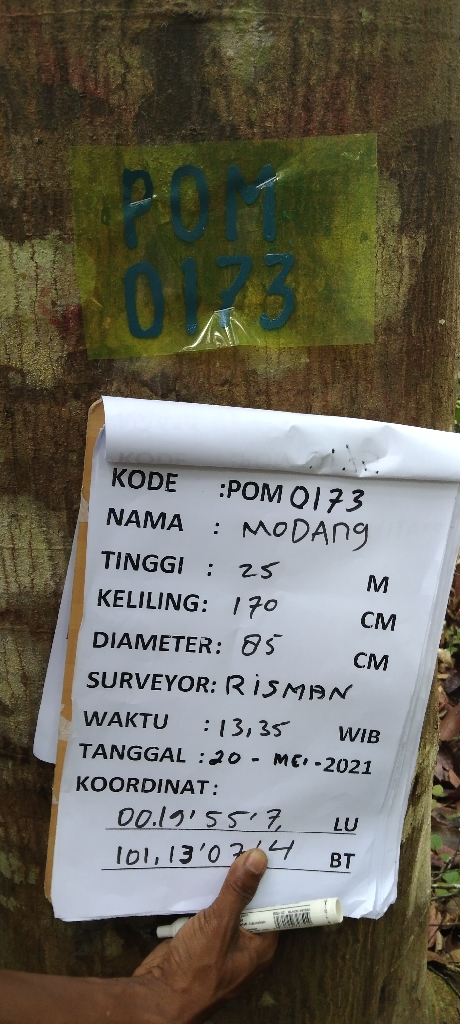 POM
0173
KODE :POM 0173
NAMA : MODANg
TINGGI : 25 M
KELILING: 170 CM
DIAMETER: 85 CM
SURVEYOR: RISMAN
WAKTU :13,35 WIB
TANGGAL :20 - MEi -2021
KOORDINAT:
00.19'55'7, LU
101,13'07'4 BT